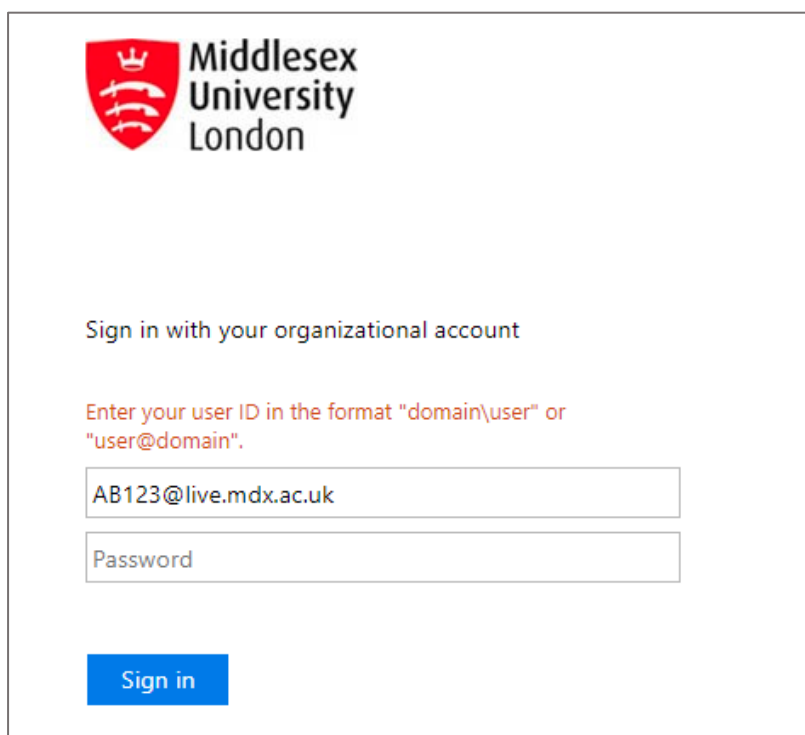 Middlesex
University
London
Sign in with your organizational account
Enter your user ID in the format "domain\user" or
"user@domain".
AB123@live.mdx.ac.uk
Password
Sign in